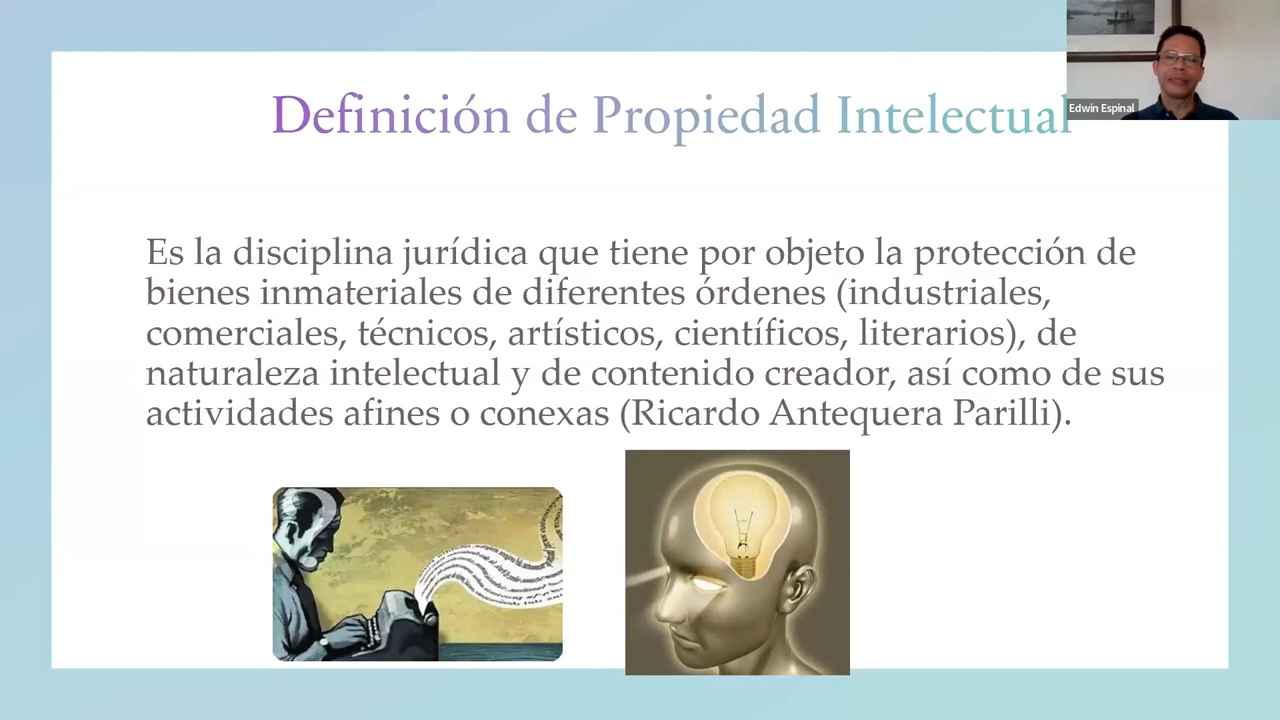 Definición de Propiedad Intelectual
Edwin Espinal
Es la disciplina jurídica que tiene por objeto la protección de
bienes inmateriales de diferentes órdenes (industriales,
comerciales, técnicos, artísticos, científicos, literarios), de
naturaleza intelectual y de contenido creador, así como de sus
actividades afines o conexas (Ricardo Antequera Parilli).